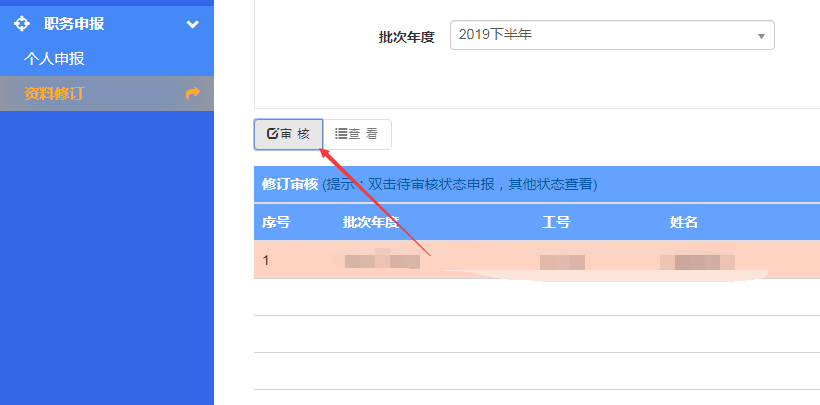 职务申报
个人申报
资料修订
批次年度 2019下半年
审 核 查 看
修订审核 (提示：双击待审核状态申报，其他状态查看)
序号 批次年度 工号 姓名
1